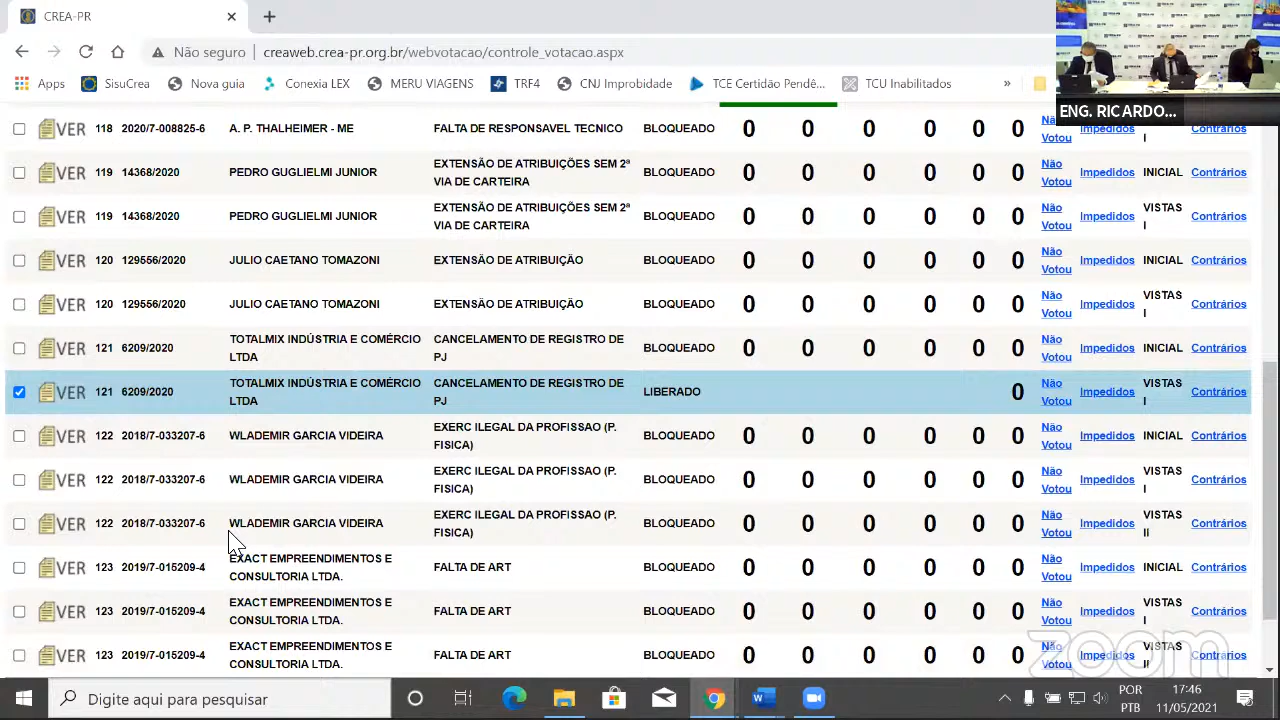 CREA-PR
Não seguro creaweb.crea-pr.org.br/
Apps SisuCrea Nova guia Conexia LEX CNJ Improbidade TCE Certidão Pencê... TCU Inabilitados »
ENG. RICARDO...
VER 118 2020/7-008826-6 A. P. THALHEIMER - ME FALTA DE RESPONSAVEL TECNICO BLOQUEADO 0 0 0 0 0 0 Não Votou Impedidos I Contrários
VER 119 14368/2020 PEDRO GUGLIELMI JUNIOR EXTENSÃO DE ATRIBUIÇÕES SEM 2ª VIA DE CARTEIRA BLOQUEADO 0 0 0 0 0 0 Não Votou Impedidos INICIAL Contrários
VER 119 14368/2020 PEDRO GUGLIELMI JUNIOR EXTENSÃO DE ATRIBUIÇÕES SEM 2ª VIA DE CARTEIRA BLOQUEADO 0 0 0 0 0 0 Não Votou Impedidos VISTAS I Contrários
VER 120 129556/2020 JULIO CAETANO TOMAZONI EXTENSÃO DE ATRIBUIÇÃO BLOQUEADO 0 0 0 0 0 0 Não Votou Impedidos INICIAL Contrários
VER 120 129556/2020 JULIO CAETANO TOMAZONI EXTENSÃO DE ATRIBUIÇÃO BLOQUEADO 0 0 0 0 0 0 Não Votou Impedidos VISTAS I Contrários
VER 121 6209/2020 TOTALMIX INDÚSTRIA E COMÉRCIO LTDA CANCELAMENTO DE REGISTRO DE PJ BLOQUEADO 0 0 0 0 0 0 Não Votou Impedidos INICIAL Contrários
VER 121 6209/2020 TOTALMIX INDÚSTRIA E COMÉRCIO LTDA CANCELAMENTO DE REGISTRO DE PJ LIBERADO 0 Não Votou Impedidos VISTAS I Contrários
VER 122 2018/7-033207-6 WLADEMIR GARCIA VIDEIRA EXERC ILEGAL DA PROFISSAO (P. FISICA) BLOQUEADO 0 0 0 0 0 0 Não Votou Impedidos INICIAL Contrários
VER 122 2018/7-033207-6 WLADEMIR GARCIA VIDEIRA EXERC ILEGAL DA PROFISSAO (P. FISICA) BLOQUEADO 0 0 0 0 0 0 Não Votou Impedidos VISTAS I Contrários
VER 122 2018/7-033207-6 WLADEMIR GARCIA VIDEIRA EXERC ILEGAL DA PROFISSAO (P. FISICA) BLOQUEADO 0 0 0 0 0 0 Não Votou Impedidos VISTAS II Contrários
VER 123 2019/7-015209-4 EXACT EMPREENDIMENTOS E CONSULTORIA LTDA. FALTA DE ART BLOQUEADO 0 0 0 0 0 0 Não Votou Impedidos INICIAL Contrários
VER 123 2019/7-015209-4 EXACT EMPREENDIMENTOS E CONSULTORIA LTDA. FALTA DE ART BLOQUEADO 0 0 0 0 0 0 Não Votou Impedidos VISTAS I Contrários
VER 123 2019/7-015209-4 EXACT EMPREENDIMENTOS E CONSULTORIA LTDA. FALTA DE ART BLOQUEADO 0 0 0 0 0 0 Não Votou Impedidos VISTAS II Contrários
zoom
Digite aqui para pesquisar
POR PTB
17:46
11/05/2021